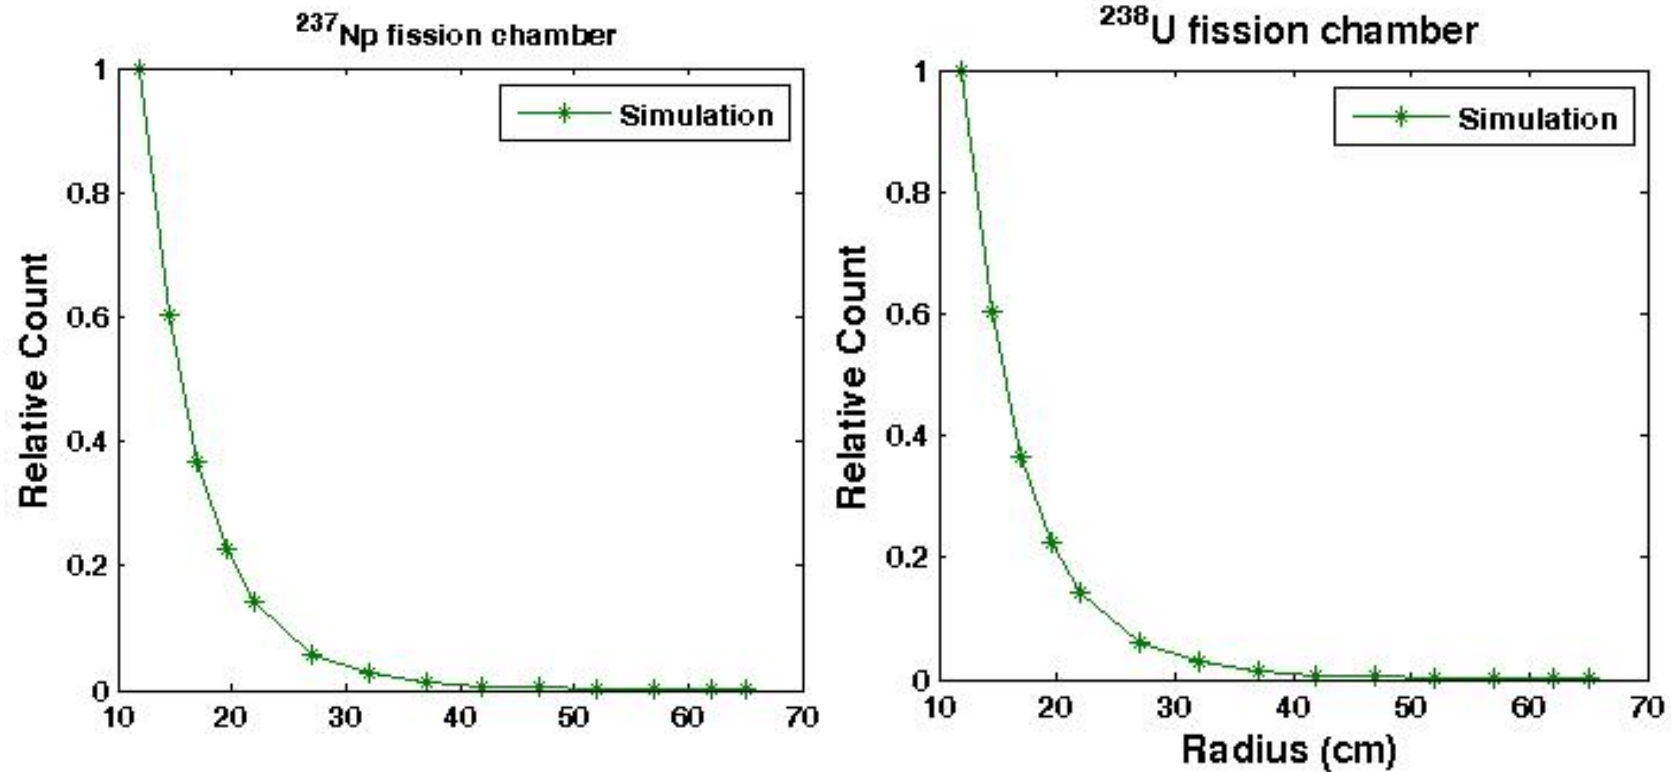 ²³⁷Np fission chamber
Simulation
Relative Count
1
0.8
0.6
0.4
0.2
0
10 20 30 40 50 60 70
²³⁸U fission chamber
Simulation
Relative Count
1
0.8
0.6
0.4
0.2
0
10 20 30 40 50 60 70
Radius (cm)